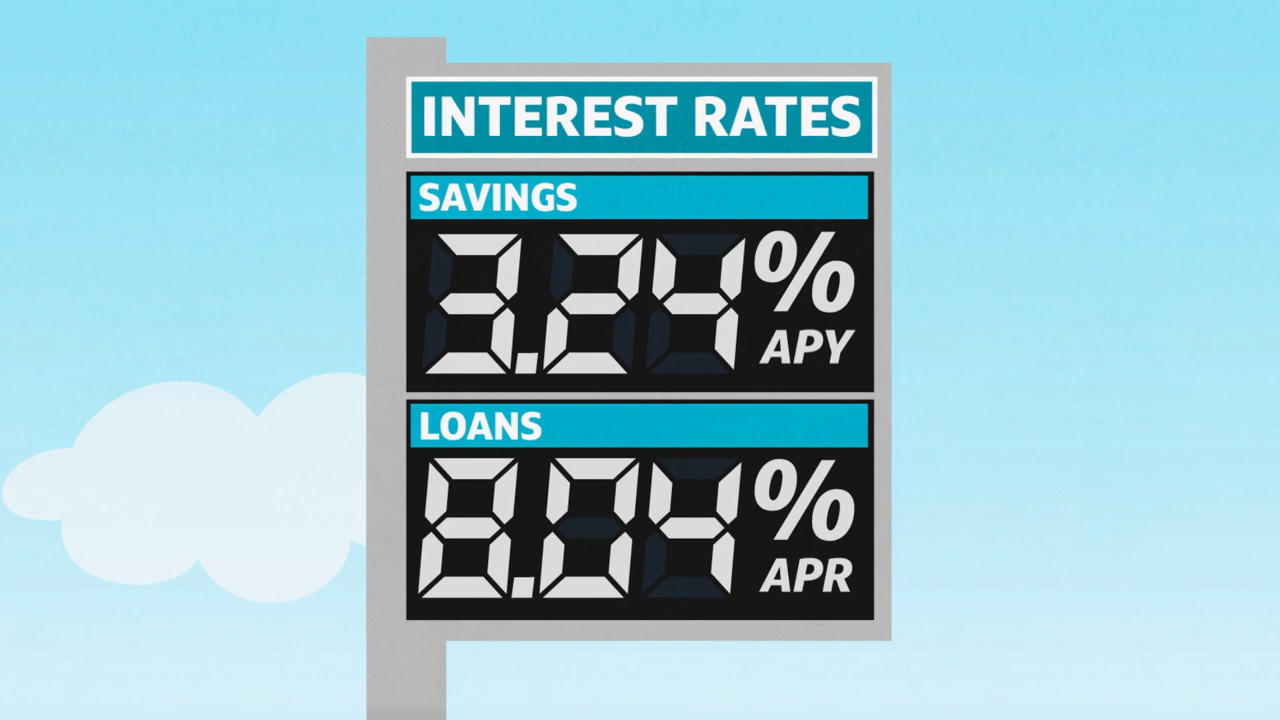 INTEREST RATES
SAVINGS
3.24%
APY
LOANS
8.04%
APR